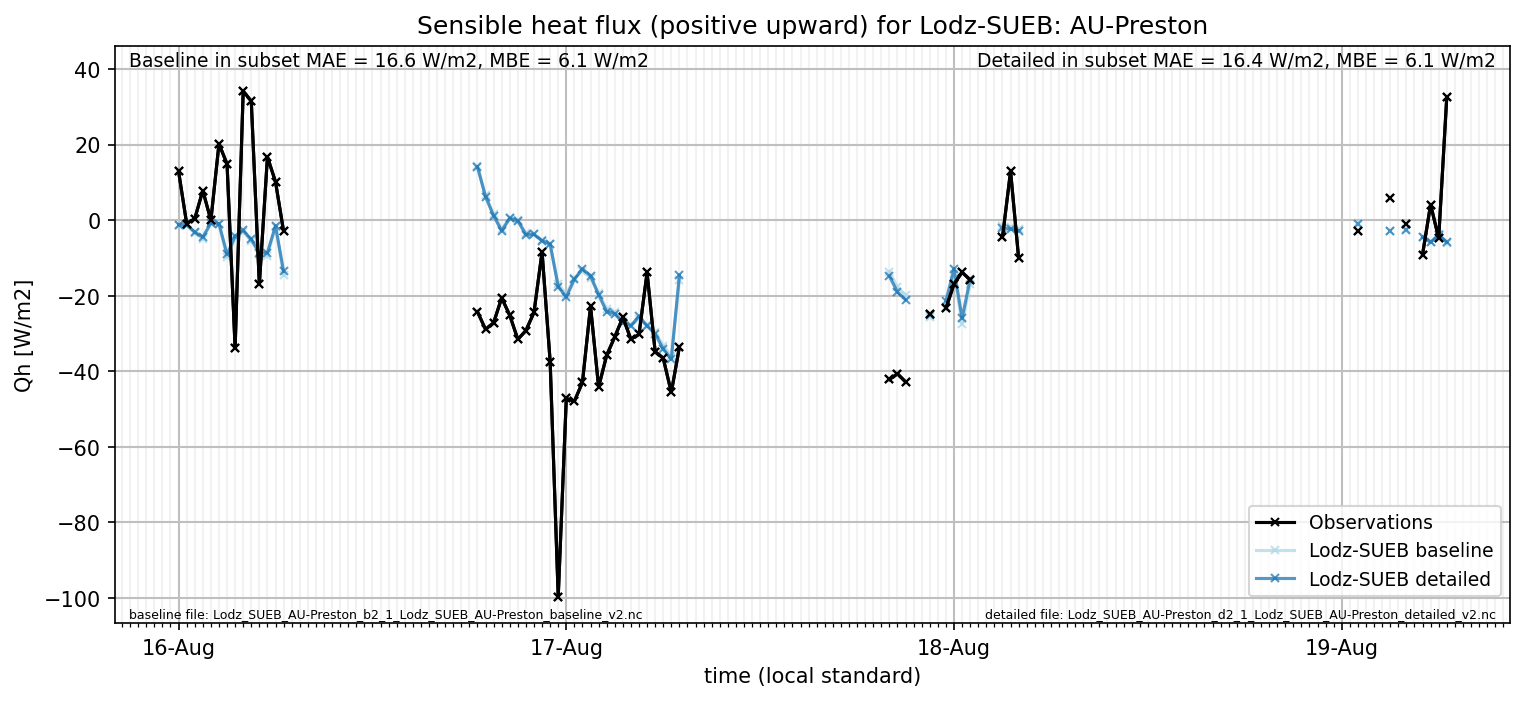 Sensible heat flux (positive upward) for Lodz-SUEB: AU-Preston
Baseline in subset MAE = 16.6 W/m2, MBE = 6.1 W/m2
Detailed in subset MAE = 16.4 W/m2, MBE = 6.1 W/m2
40
20
0
−20
−40
−60
−80
−100
Qh [W/m2]
Observations
Lodz-SUEB baseline
Lodz-SUEB detailed
baseline file: Lodz_SUEB_AU-Preston_b2_1_Lodz_SUEB_AU-Preston_baseline_v2.nc
detailed file: Lodz_SUEB_AU-Preston_d2_1_Lodz_SUEB_AU-Preston_detailed_v2.nc
16-Aug
17-Aug
18-Aug
19-Aug
time (local standard)